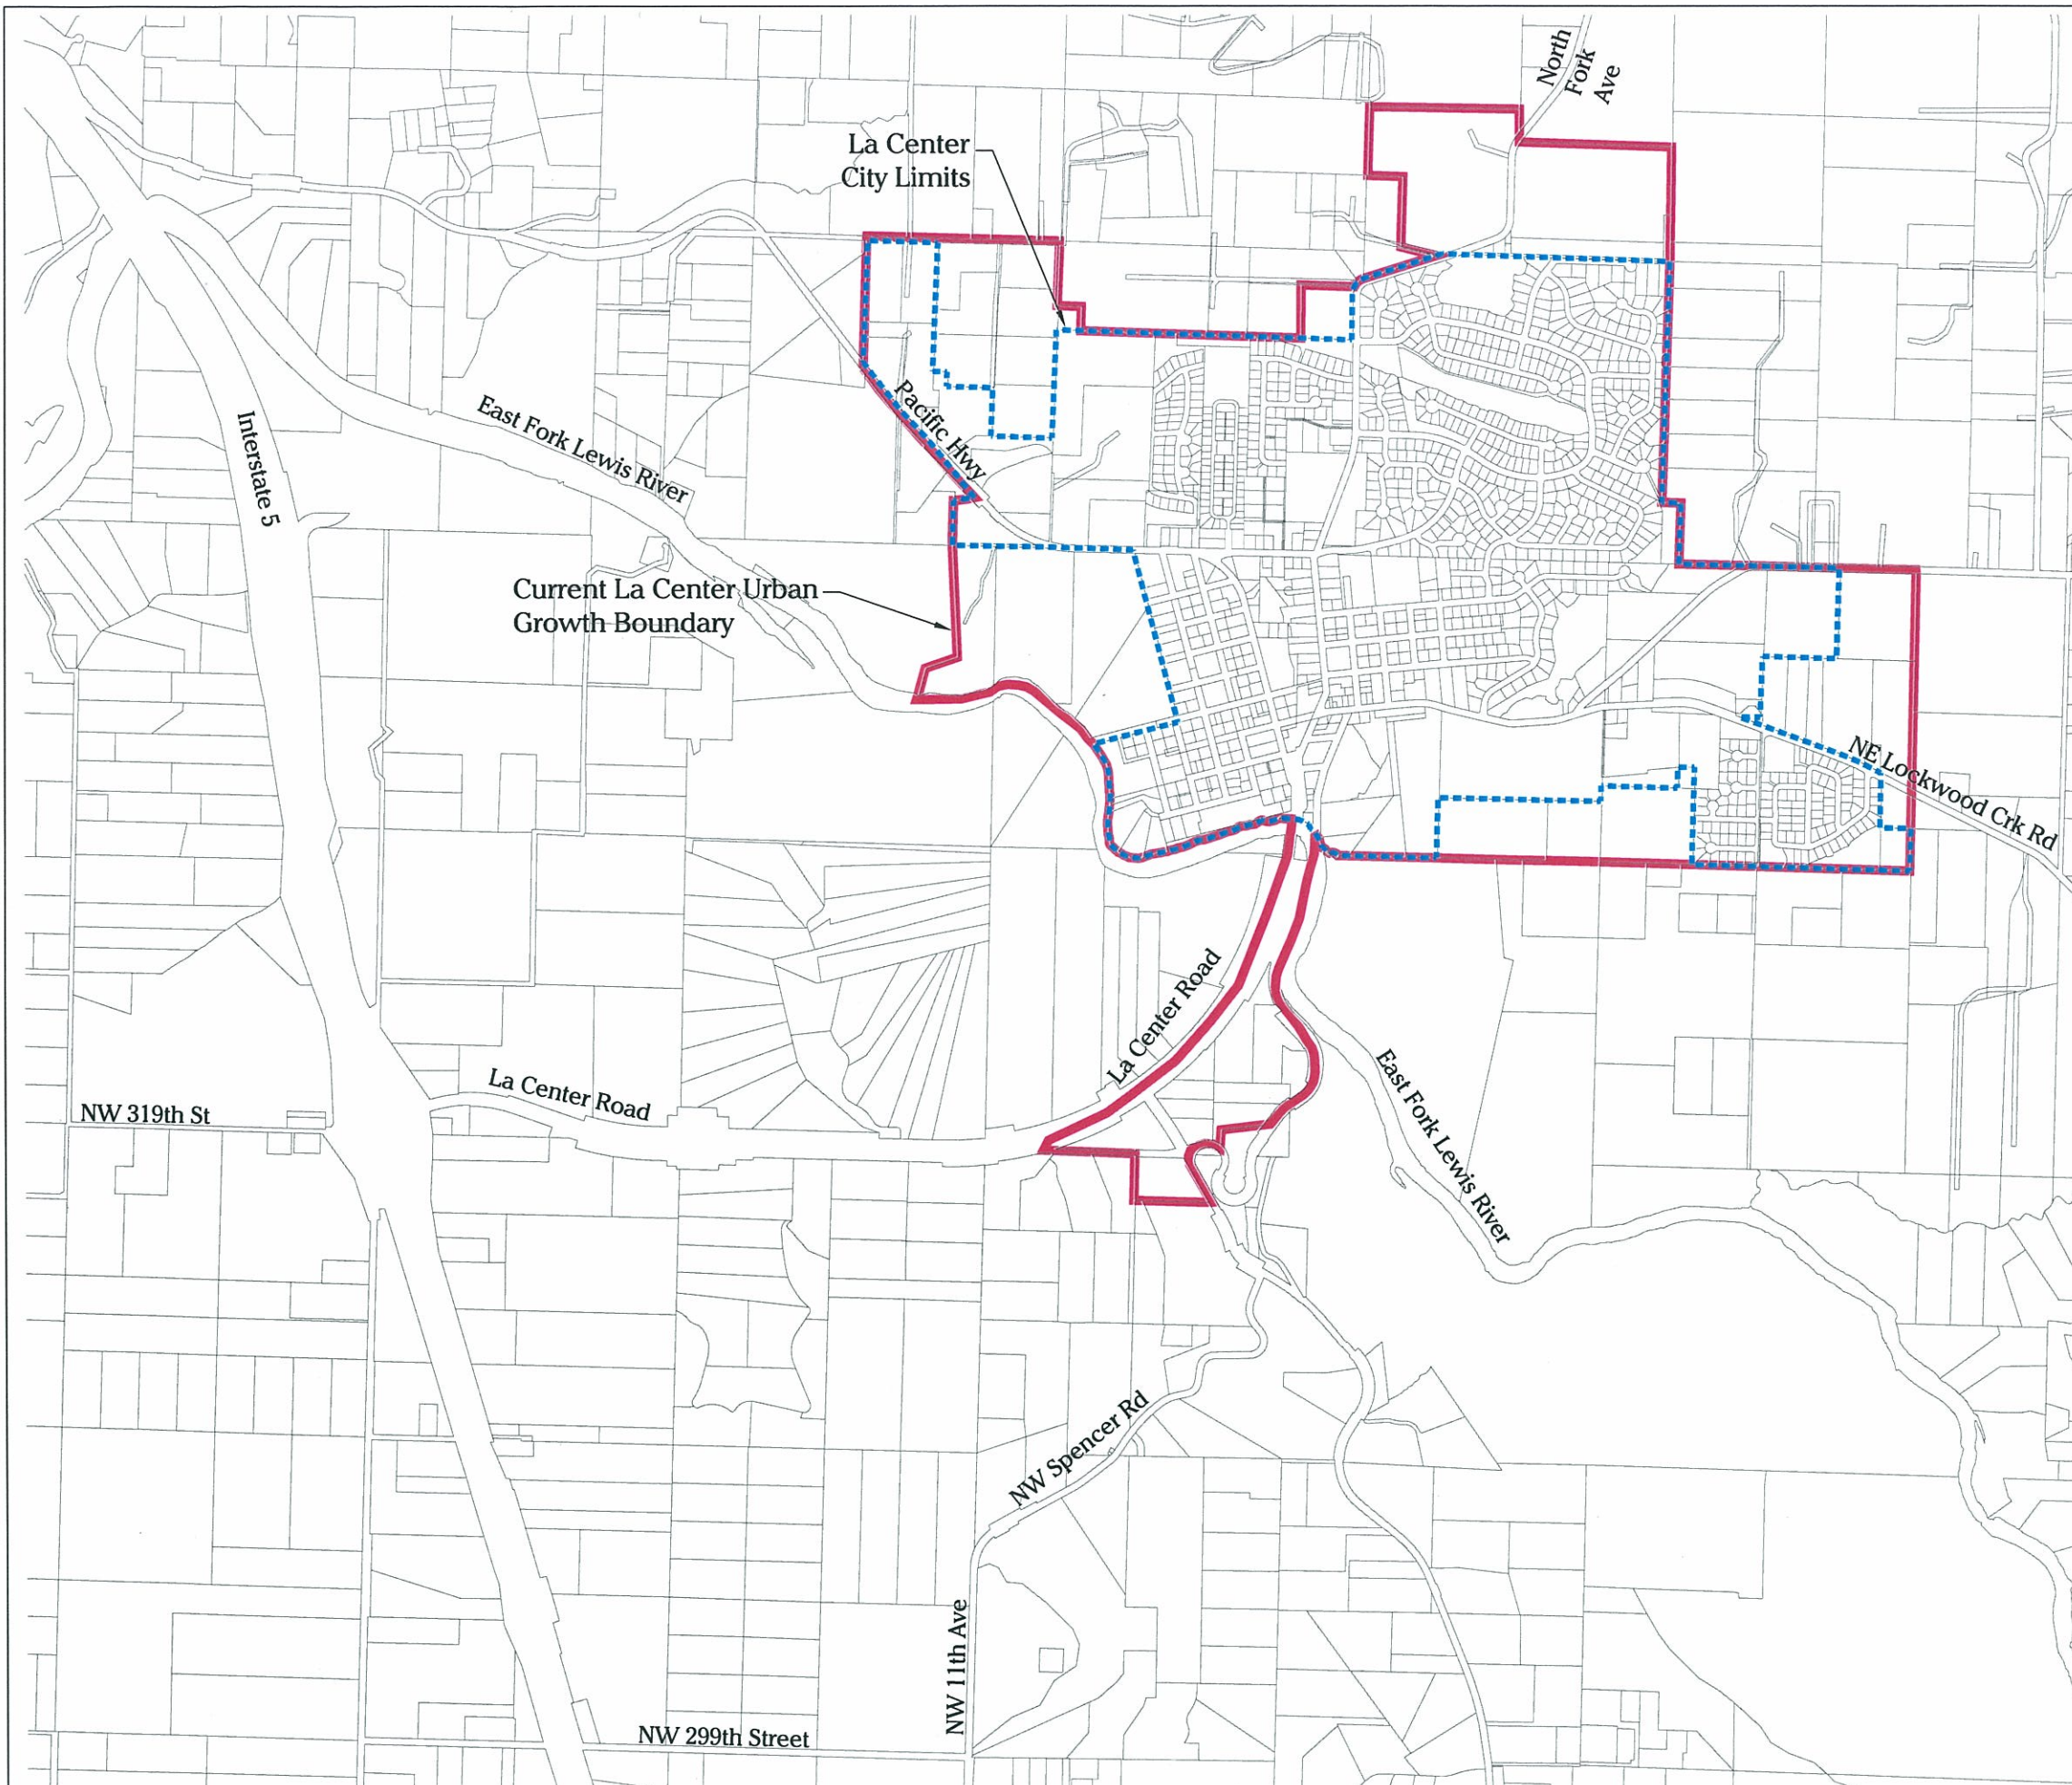 North
Fork
Ave
La Center
City Limits
Pacific Hwy
East Fork Lewis River
Interstate 5
Current La Center Urban
Growth Boundary
NE Lockwood Crk Rd
La Center Road
East Fork Lewis River
La Center Road
NW 319th St
NW Spencer Rd
NW 11th Ave
NW 299th Street